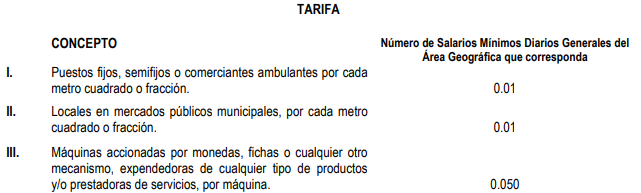 TARIFA
CONCEPTO
Número de Salarios Mínimos Diarios Generales del
Área Geográfica que corresponda
I. Puestos fijos, semifijos o comerciantes ambulantes por cada
metro cuadrado o fracción. 0.01
II. Locales en mercados públicos municipales, por cada metro
cuadrado o fracción. 0.01
III. Máquinas accionadas por monedas, fichas o cualquier otro
mecanismo, expendedoras de cualquier tipo de productos
y/o prestadoras de servicios, por máquina. 0.050